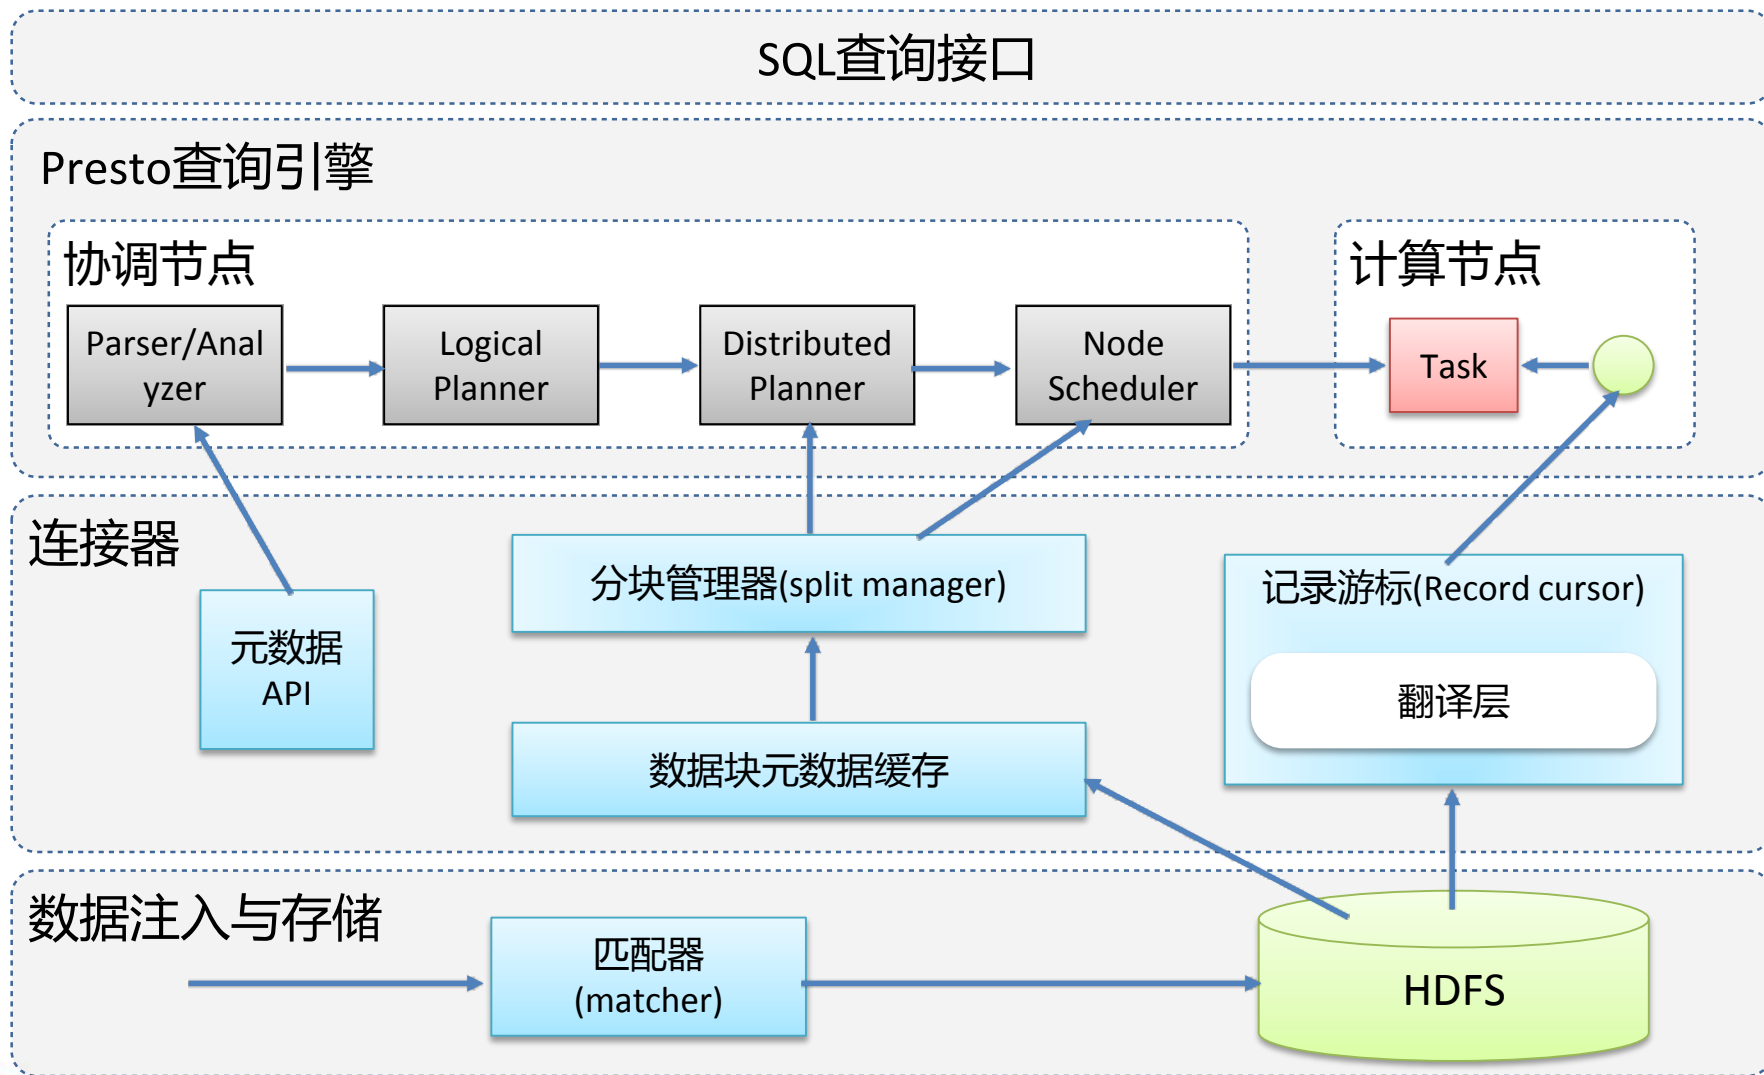 SQL查询接口
Presto查询引擎
协调节点
计算节点
Parser/Anal
yzer
Logical
Planner
Distributed
Planner
Node
Scheduler
Task
连接器
元数据
API
分块管理器(split manager)
数据块元数据缓存
记录游标(Record cursor)
翻译层
数据注入与存储
匹配器
(matcher)
HDFS